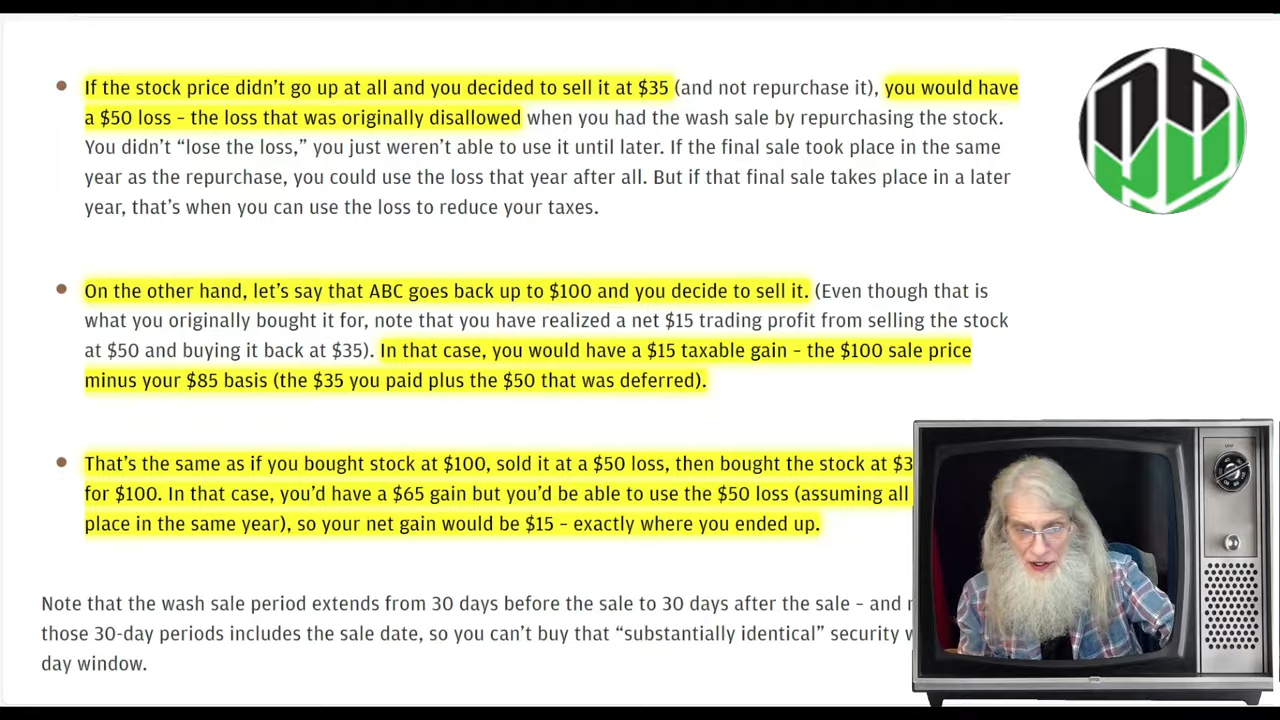 If the stock price didn't go up at all and you decided to sell it at $35 (and not repurchase it), you would have
a $50 loss – the loss that was originally disallowed when you had the wash sale by repurchasing the stock.
You didn't “lose the loss,” you just weren't able to use it until later. If the final sale took place in the same
year as the repurchase, you could use the loss that year after all. But if that final sale takes place in a later
year, that's when you can use the loss to reduce your taxes.
On the other hand, let's say that ABC goes back up to $100 and you decide to sell it. (Even though that is
what you originally bought it for, note that you have realized a net $15 trading profit from selling the stock
at $50 and buying it back at $35). In that case, you would have a $15 taxable gain – the $100 sale price
minus your $85 basis (the $35 you paid plus the $50 that was deferred).
That's the same as if you bought stock at $100, sold it at a $50 loss, then bought the stock at $3
for $100. In that case, you'd have a $65 gain but you'd be able to use the $50 loss (assuming all
place in the same year), so your net gain would be $15 – exactly where you ended up.
Note that the wash sale period extends from 30 days before the sale to 30 days after the sale – and
those 30-day periods includes the sale date, so you can't buy that “substantially identical” security
day window.